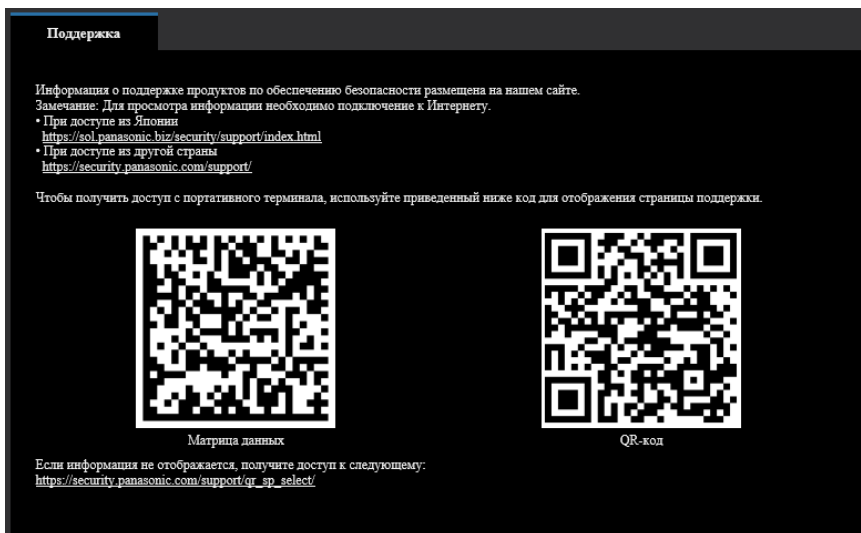 Поддержка
Информация о поддержке продуктов по обеспечению безопасности размещена на нашем сайте.
Замечание: Для просмотра информации необходимо подключение к Интернету.
• При доступе из Японии
https://sol.panasonic.biz/security/support/index.html
• При доступе из другой страны
https://security.panasonic.com/support/
Чтобы получить доступ с портативного терминала, используйте приведенный ниже код для отображения страницы поддержки.
Матрица данных
QR-код
Если информация не отображается, получите доступ к следующему:
https://security.panasonic.com/support/qr_sp_select/